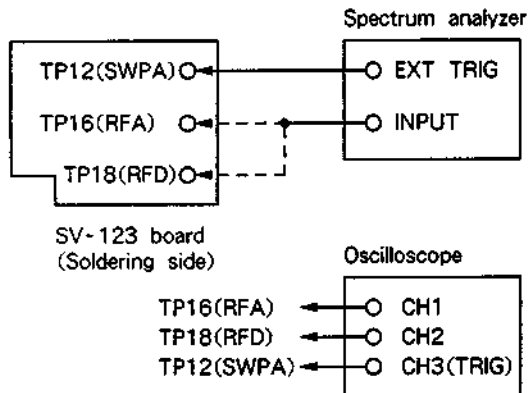 Spectrum analyzer
TP12(SWPA)
EXT TRIG
TP16(RFA)
INPUT
TP18(RFD)
SV-123 board
(Soldering side)
Oscilloscope
TP16(RFA)
CH1
TP18(RFD)
CH2
TP12(SWPA)
CH3(TRIG)